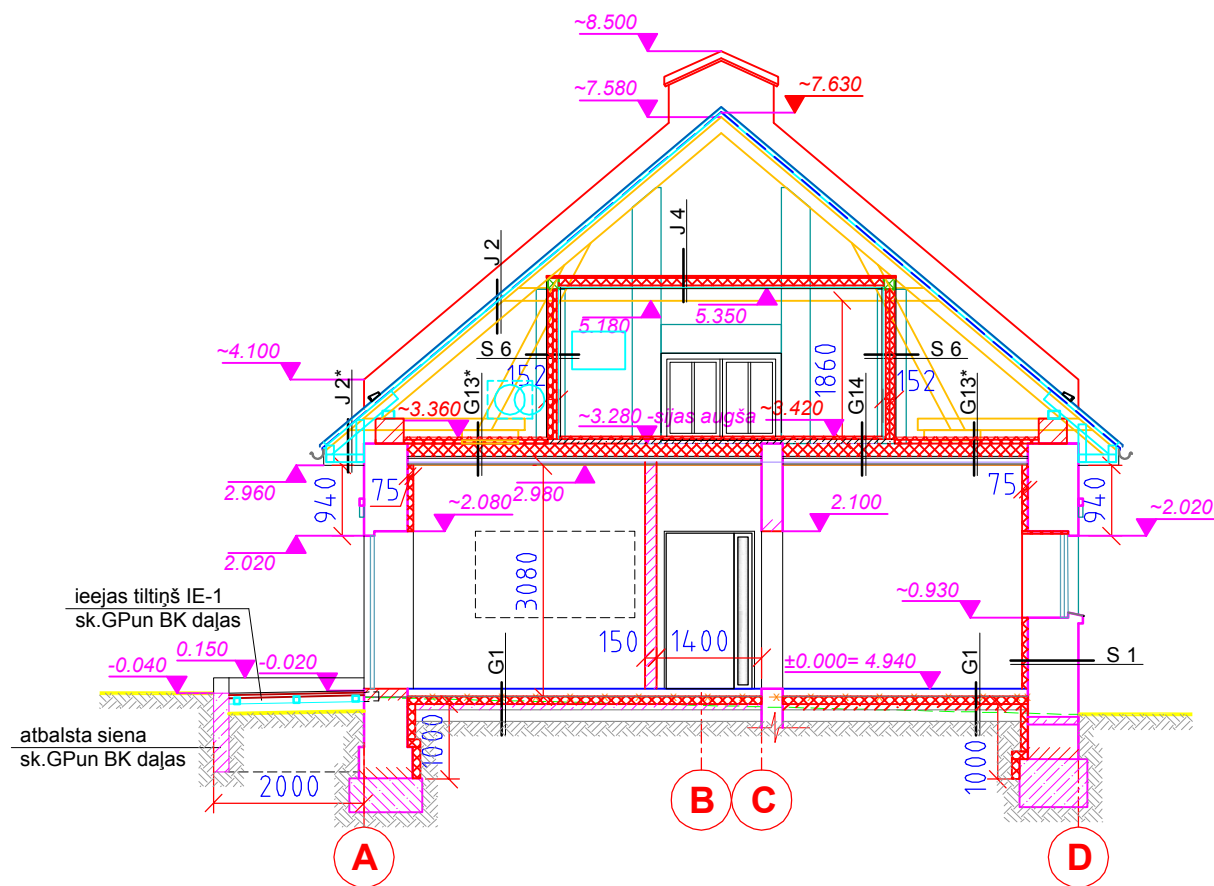 ~8.500
~7.580
~7.630
J 4
J 2
5.180
5.350
~4.100
S 6
S 6
152
1860
152
J 2*
G13*
G14
G13*
~3.360
~3.280 -sijas augša
~3.420
2.960
940
75
2.980
75
940
~2.080
2.100
~2.020
2.020
3080
ieejas tiltiņš IE-1
sk.GPun BK daļas
~0.930
150
1400
0.150
-0.040
-0.020
G1
±0.000= 4.940
G1
S 1
atbalsta siena
sk.GPun BK daļas
1000
1000
2000
B
C
A
D